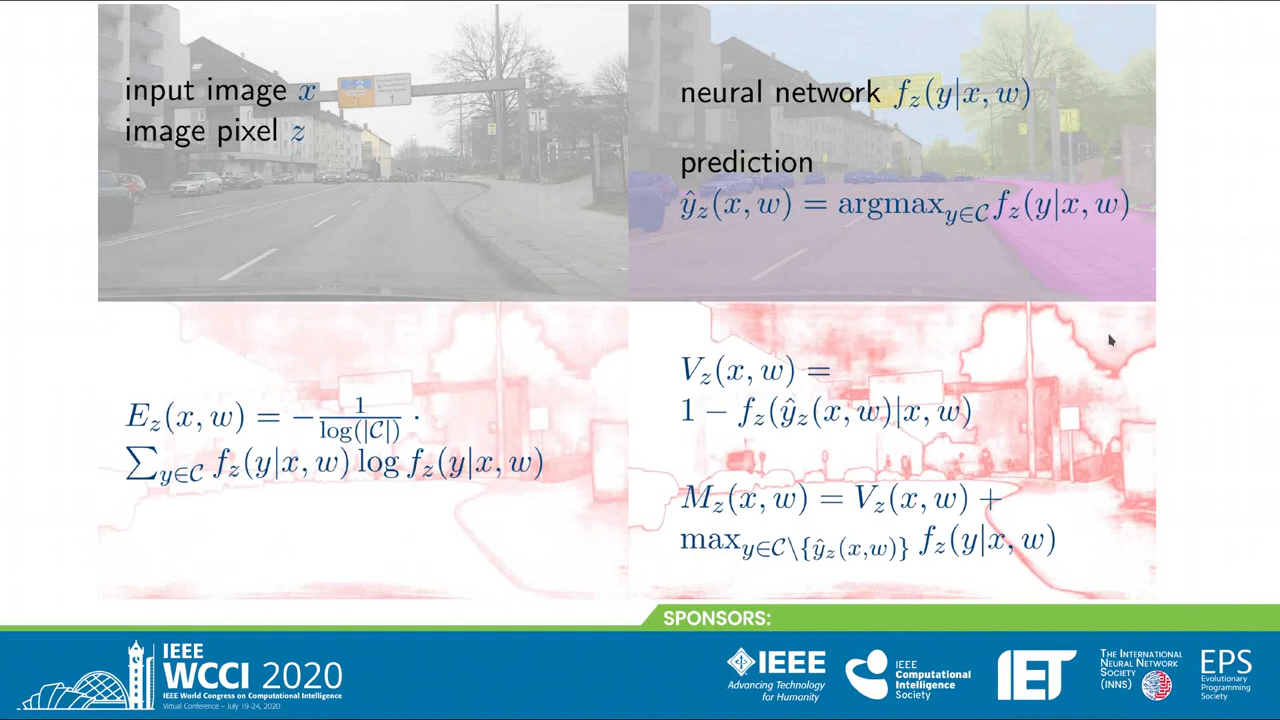 input image x
image pixel z
neural network f_z(y|x, w)
prediction
ŷ_z(x, w) = argmax_{y∈𝒞} f_z(y|x, w)
E_z(x, w) = −\frac{1}{log(|𝒞|)} ·
∑_{y∈𝒞} f_z(y|x, w) log f_z(y|x, w)
V_z(x, w) =
1 − f_z(ŷ_z(x, w)|x, w)
M_z(x, w) = V_z(x, w) +
max_{y∈𝒞\{ŷ_z(x,w)}} f_z(y|x, w)
SPONSORS:
IEEE
WCCI 2020
IEEE World Congress on Computational Intelligence
Virtual Conference – July 19-24, 2020
IEEE
Advancing Technology
for Humanity
IEEE
Computational
Intelligence
Society
IET
The International
Neural Network
Society
(INNS)
EPS
Evolutionary
Programming
Society